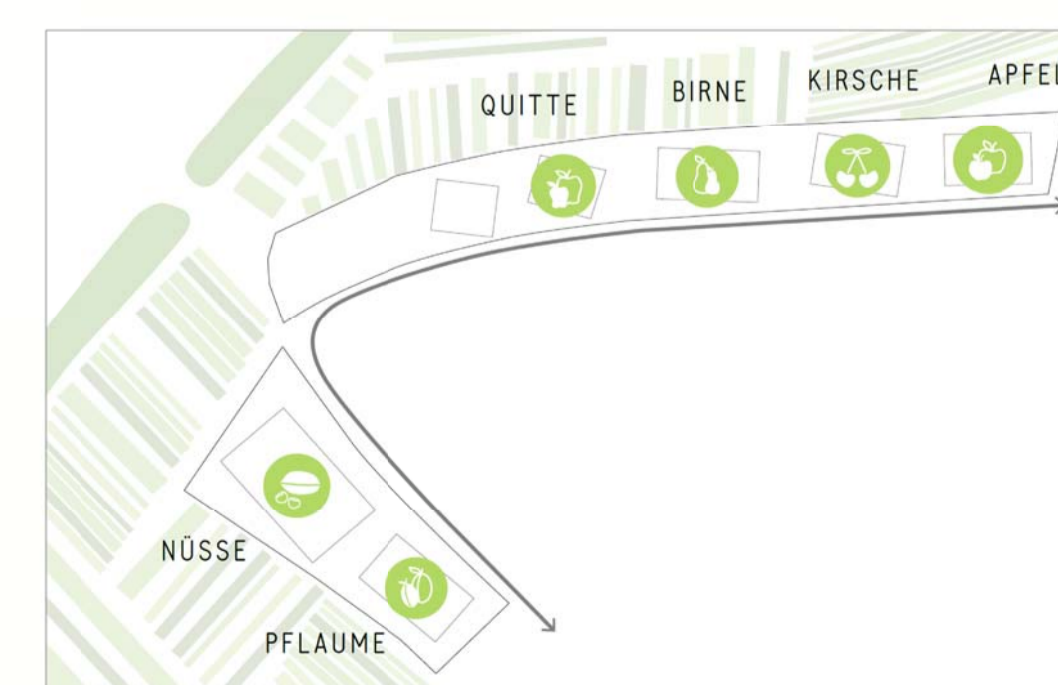 QUITTE
BIRNE
KIRSCHE
APFEL
NÜSSE
PFLAUME